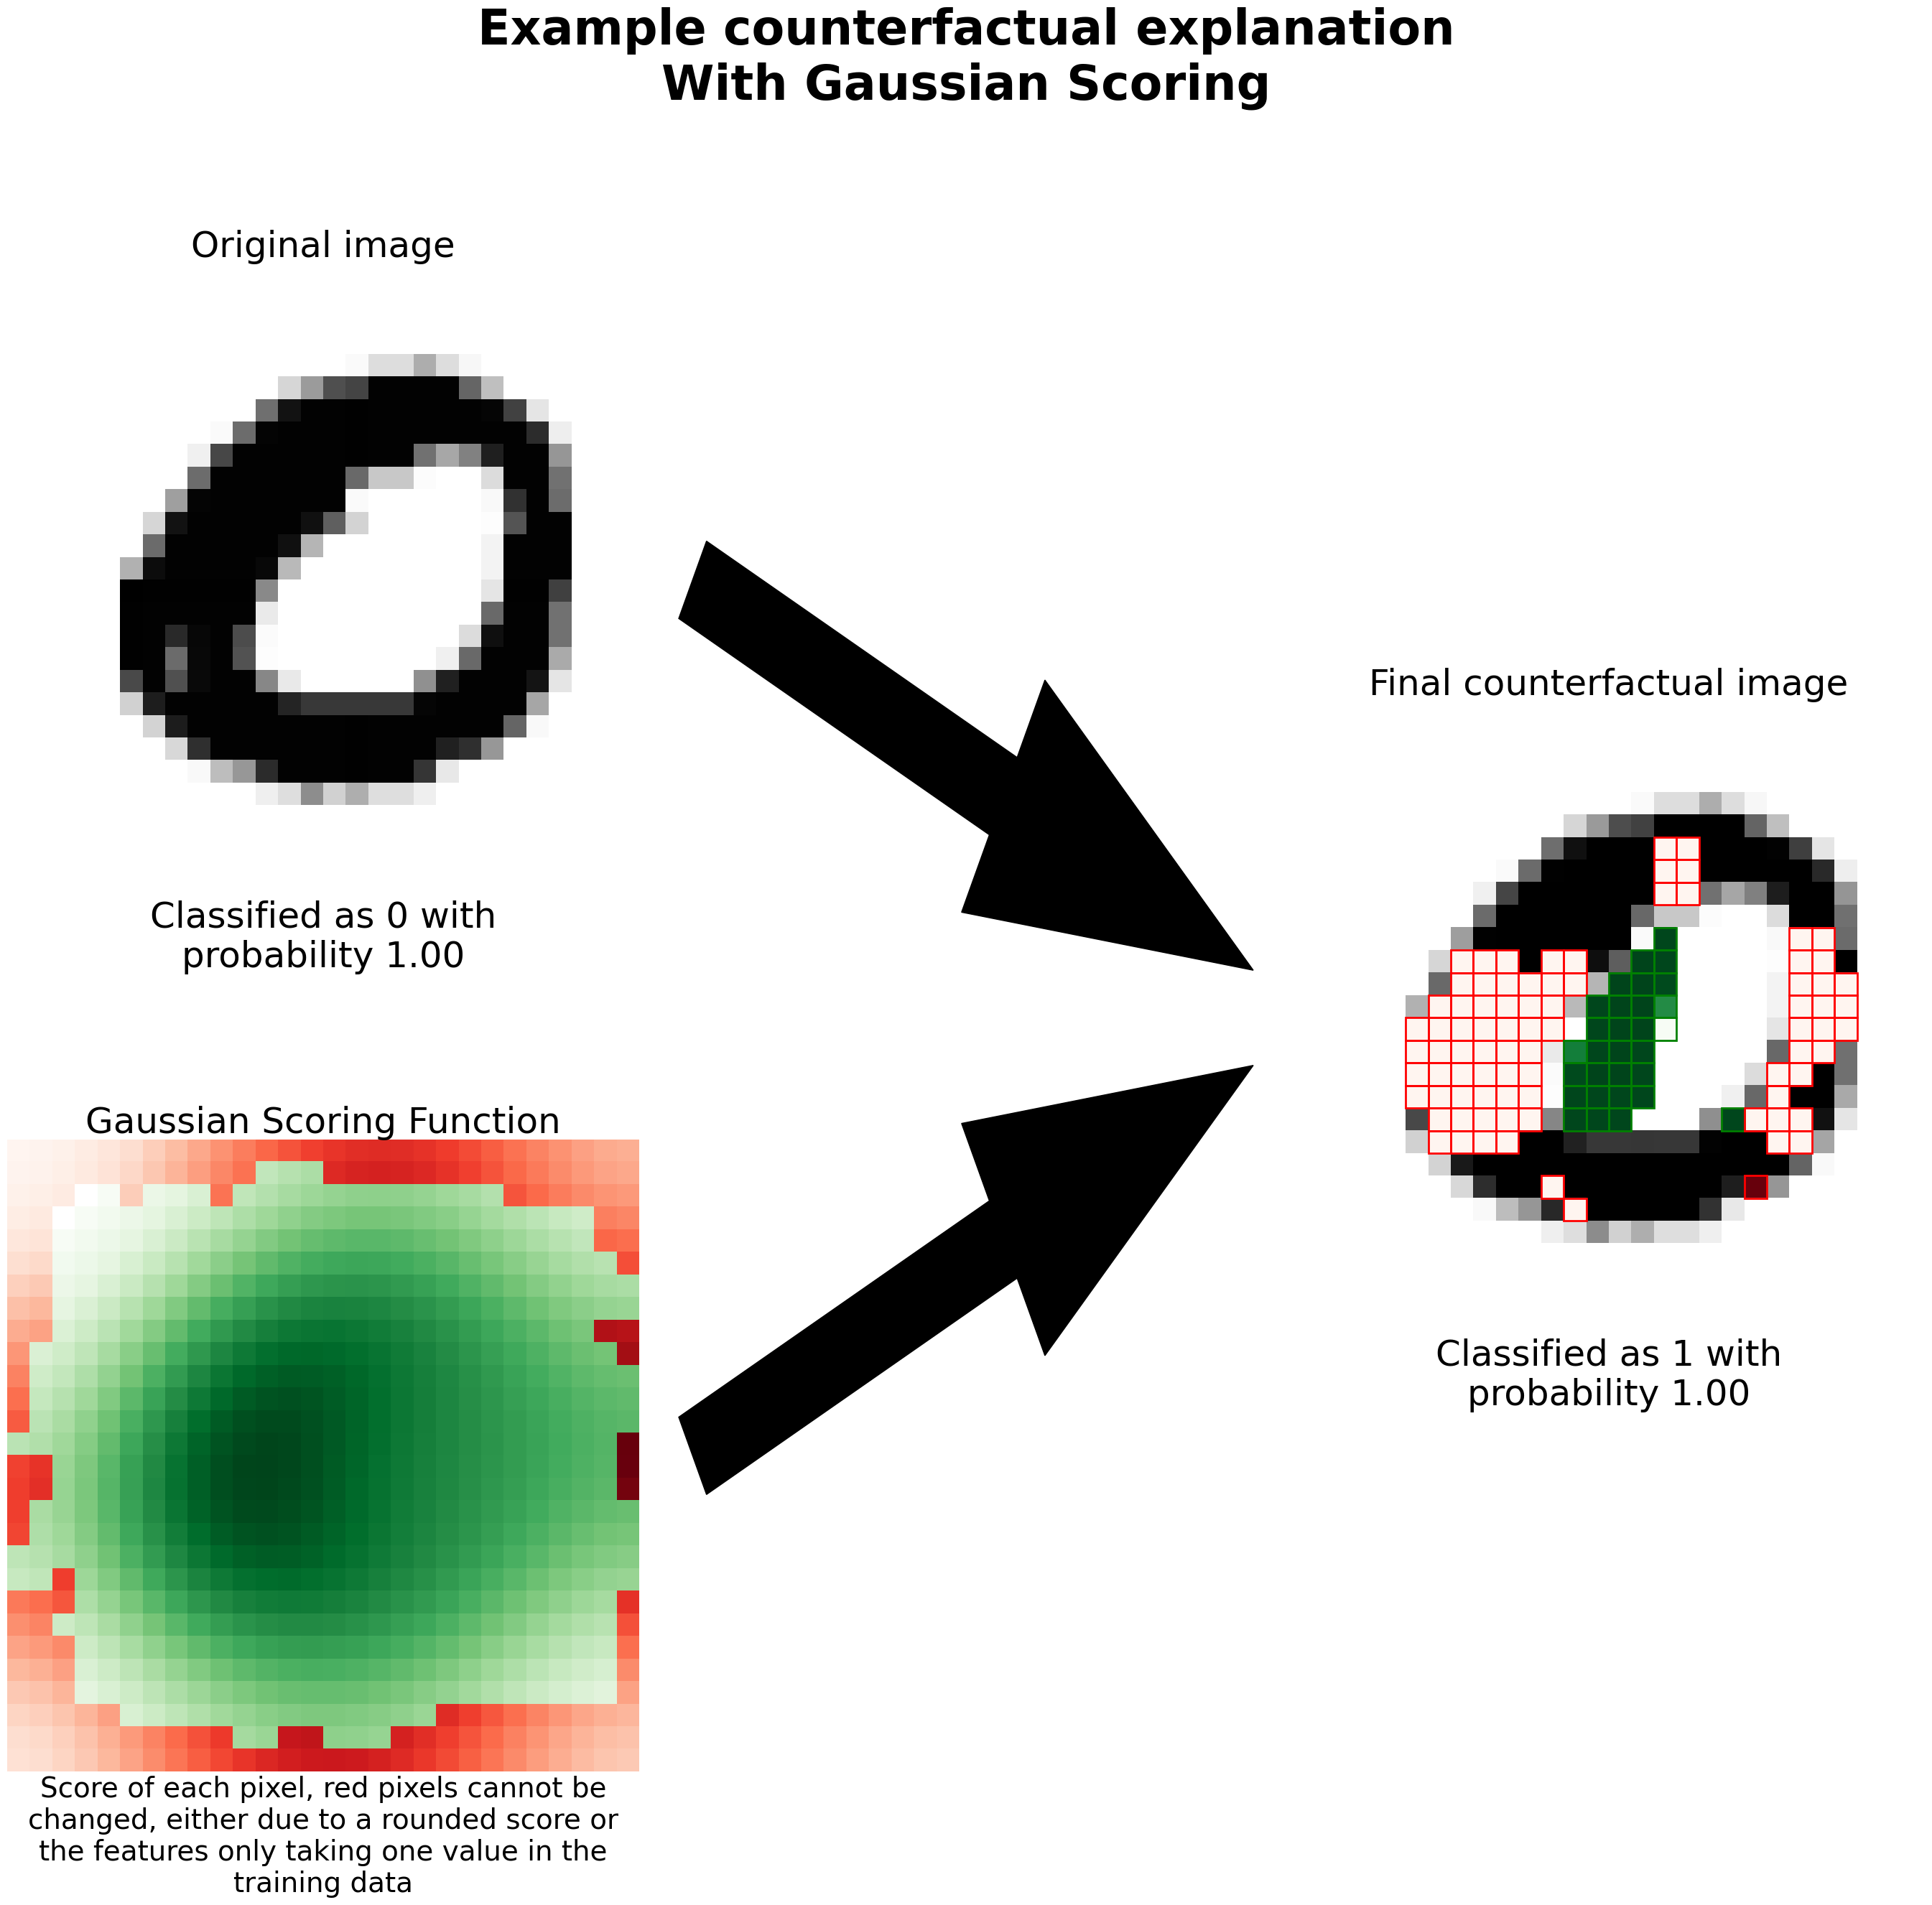 Example counterfactual explanation
With Gaussian Scoring
Original image
Classified as 0 with
probability 1.00
Final counterfactual image
Classified as 1 with
probability 1.00
Gaussian Scoring Function
Score of each pixel, red pixels cannot be
changed, either due to a rounded score or
the features only taking one value in the
training data